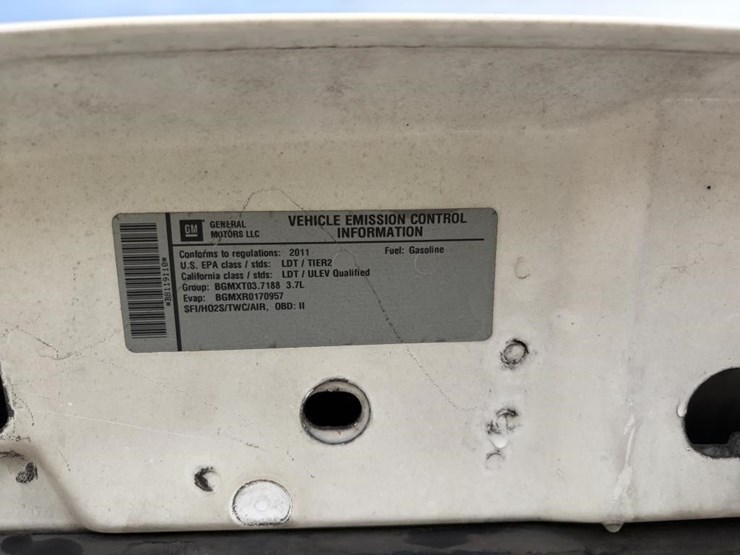 GM GENERAL MOTORS LLC
VEHICLE EMISSION CONTROL
INFORMATION
Conforms to regulations: 2011 Fuel: Gasoline
U.S. EPA class / stds: LDT / TIER2
California class / stds: LDT / ULEV Qualified
Group: BGMXT03.7188 3.7L
Evap: BGMXR0170957
SFI/HO2S/TWC/AIR, OBD: II